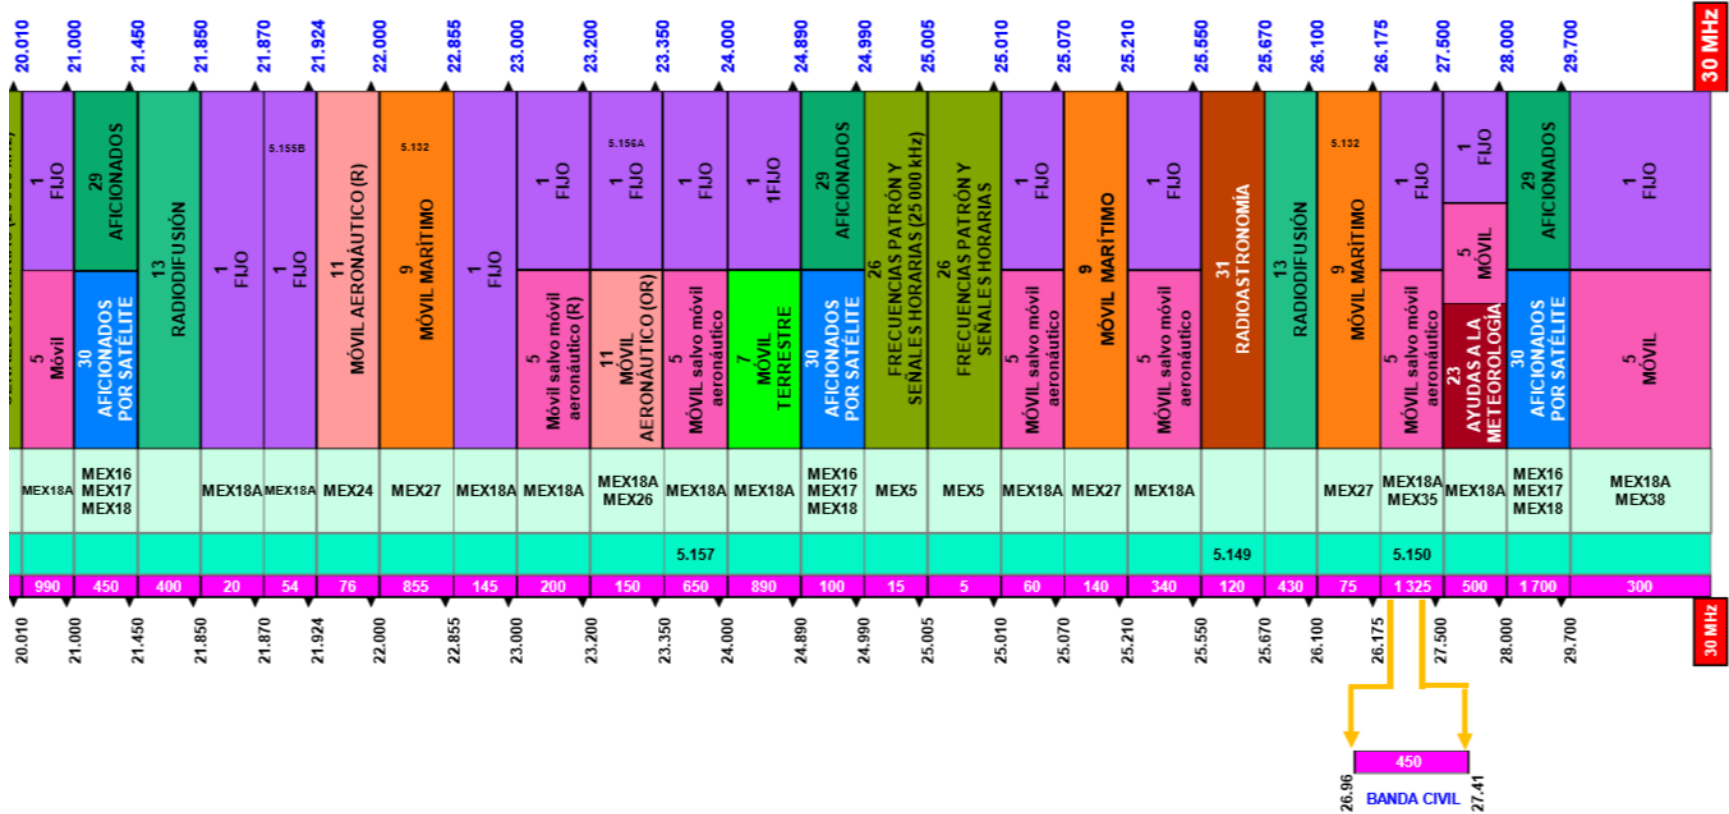 20.010
21.000
21.450
21.850
21.870
21.924
22.000
22.855
23.000
23.200
23.350
24.000
24.890
24.990
25.005
25.010
25.070
25.210
25.550
25.670
26.100
26.175
27.500
28.000
29.700
30 MHz
1
FIJO
5
Móvil
29
AFICIONADOS
30
AFICIONADOS
POR SATÉLITE
13
RADIODIFUSIÓN
1
FIJO
5.155B
1
FIJO
11
MÓVIL AERONÁUTICO (R)
5.132
9
MÓVIL MARÍTIMO
1
FIJO
1
FIJO
5
Móvil salvo móvil
aeronáutico (R)
5.156A
1
FIJO
11
MÓVIL
AERONÁUTICO (OR)
1
FIJO
5
MÓVIL salvo móvil
aeronáutico
1FIJO
7
MÓVIL
TERRESTRE
29
AFICIONADOS
30
AFICIONADOS
POR SATÉLITE
26
FRECUENCIAS PATRÓN Y
SEÑALES HORARIAS (25 000 kHz)
26
FRECUENCIAS PATRÓN Y
SEÑALES HORARIAS
1
FIJO
5
MÓVIL salvo móvil
aeronáutico
9
MÓVIL MARÍTIMO
1
FIJO
5
MÓVIL salvo móvil
aeronáutico
31
RADIOASTRONOMÍA
13
RADIODIFUSIÓN
5.132
9
MÓVIL MARÍTIMO
1
FIJO
5
MÓVIL salvo móvil
aeronáutico
1
FIJO
5
MÓVIL
23
AYUDAS A LA
METEOROLOGÍA
29
AFICIONADOS
30
AFICIONADOS
POR SATÉLITE
1
FIJO
5
MÓVIL
MEX18A
MEX16
MEX17
MEX18
MEX18A
MEX18A
MEX24
MEX27
MEX18A
MEX18A
MEX18A
MEX26
MEX18A
MEX18A
MEX16
MEX17
MEX18
MEX5
MEX5
MEX18A
MEX27
MEX18A
MEX27
MEX18A
MEX35
MEX18A
MEX16
MEX17
MEX18
MEX18A
MEX38
5.157
5.149
5.150
990
450
400
20
54
76
855
145
200
150
650
890
100
15
5
60
140
340
120
430
75
1 325
500
1 700
300
20.010
21.000
21.450
21.850
21.870
21.924
22.000
22.855
23.000
23.200
23.350
24.000
24.890
24.990
25.005
25.010
25.070
25.210
25.550
25.670
26.100
26.175
27.500
28.000
29.700
30 MHz
450
26.96
BANDA CIVIL
27.41